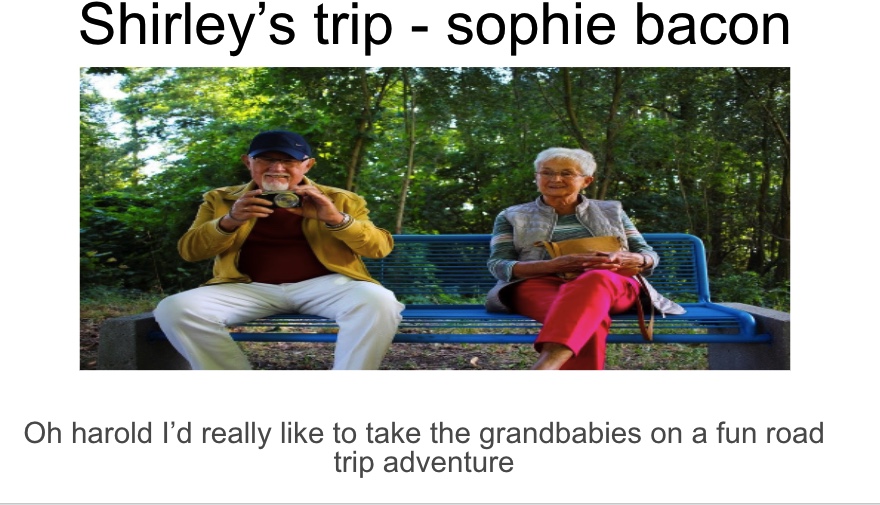 Shirley’s trip - sophie bacon
Oh harold I’d really like to take the grandbabies on a fun road
trip adventure